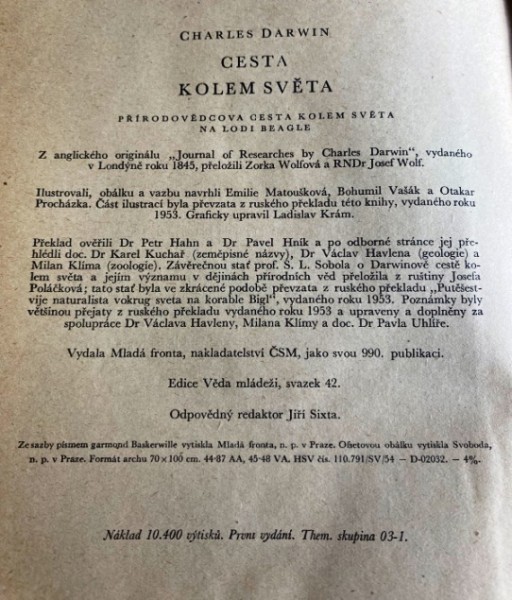 CHARLES DARWIN
CESTA
KOLEM SVĚTA
PŘÍRODOVĚDCOVA CESTA KOLEM SVĚTA
NA LODI BEAGLE
Z anglického originálu „Journal of Researches by Charles Darwin“, vydaného
v Londýně roku 1845, přeložili Zorka Wolfová a RNDr Josef Wolf.
Ilustrovali, obálku a vazbu navrhli Emilie Matoušková, Bohumil Vašák a Otakar
Procházka. Část ilustrací byla převzata z ruského překladu této knihy, vydaného roku
1953. Graficky upravil Ladislav Krám.
Překlad ověřili Dr Petr Hahn a Dr Pavel Hník a po odborné stránce jej pře-
hlédli doc. Dr Karel Kuchař (zeměpisné názvy), Dr Václav Havlena (geologie) a
Milan Klíma (zoologie). Závěrečnou stať prof. S. L. Sobola o Darwinově cestě ko-
lem světa a jejím významu v dějinách přírodních věd přeložila z ruštiny Josefa
Poláčková; tato stať byla ve zkrácené podobě převzata z ruského překladu „Putěšest-
vije naturalista vokrug sveta na korable Bigl“, vydaného roku 1953. Poznámky byly
většinou přejaty z ruského překladu vydaného roku 1953 a upraveny a doplněny za
spolupráce Dr Václava Havleny, Milana Klímy a doc. Dr Pavla Uhlíře.
Vydala Mladá fronta, nakladatelství ČSM, jako svou 990. publikaci.
Edice Věda mládeži, svazek 42.
Odpovědný redaktor Jiří Sixta.
Ze sazby písmem garmond Baskerwille vytiskla Mladá fronta, n. p. v Praze. Ofsetovou obálku vytiskla Svoboda,
n. p. v Praze. Formát archu 70×100 cm. 44-87 AA, 45-48 VA. HSV čís. 110.791/SV/54 – D-02032. – 4%.
Náklad 10.400 výtisků. První vydání. Them. skupina 03-1.